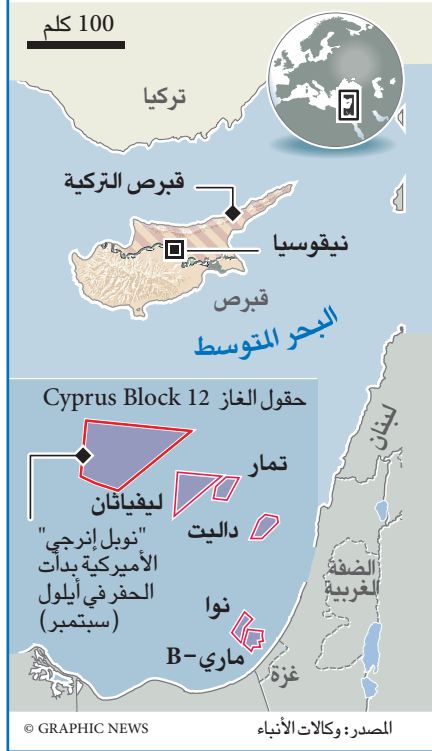 100 كلم
تركيا
قبرص التركية
نيقوسيا
قبرص
البحر المتوسط
لبنان
حقول الغاز Cyprus Block 12
تمار
ليفياثان
داليت
"نوبل إنرجي"
الأميركية بدأت
الحفر في أيلول
(سبتمبر)
الضفة
الغربية
نوا
ماري-B
غزة
المصدر: وكالات الأنباء
© GRAPHIC NEWS